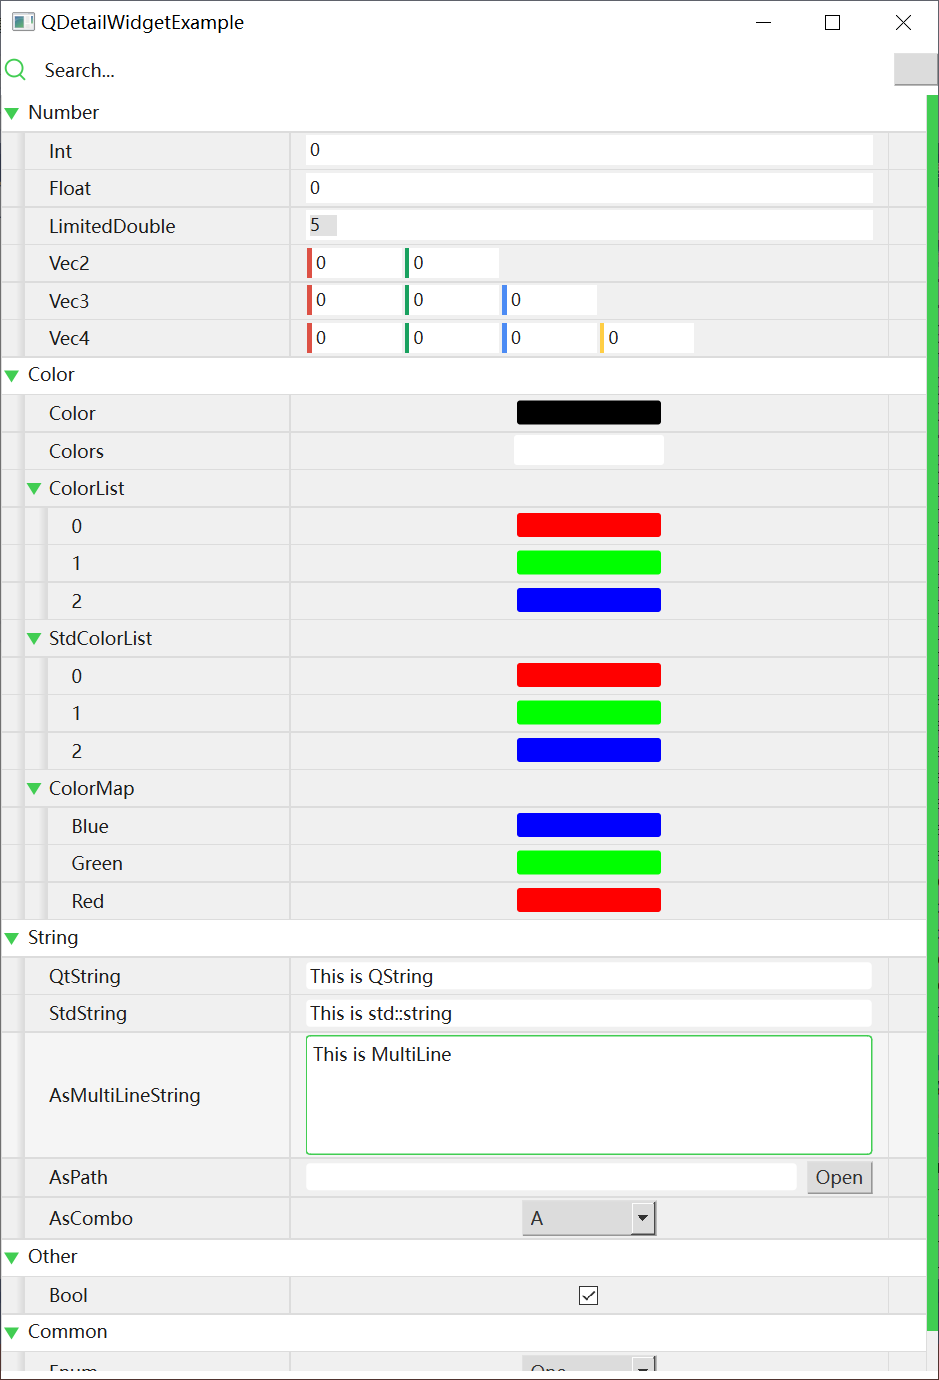 QDetailWidgetExample
Search...
Number
Int 0
Float 0
LimitedDouble 5
Vec2 0 0
Vec3 0 0 0
Vec4 0 0 0 0
Color
Color
Colors
ColorList
0
1
2
StdColorList
0
1
2
ColorMap
Blue
Green
Red
String
QtString This is QString
StdString This is std::string
AsMultiLineString This is MultiLine
AsPath Open
AsCombo A
Other
Bool
Common
Enum One